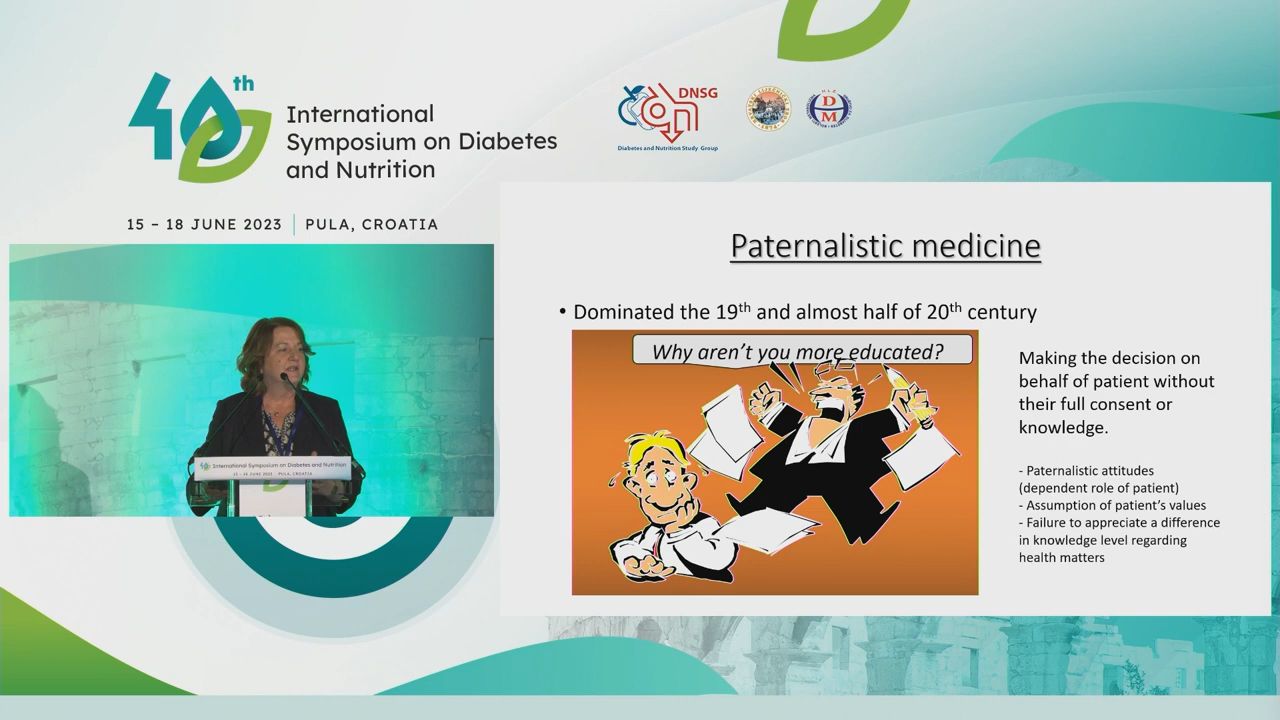 40th
International
Symposium on Diabetes
and Nutrition
15 – 18 JUNE 2023 | PULA, CROATIA
DNSG
Diabetes and Nutrition Study Group
D
M
International Symposium on Diabetes and Nutrition
15 - 18 JUNE 2023 | PULA, CROATIA
Paternalistic medicine
• Dominated the 19th and almost half of 20th century
Why aren't you more educated?
Making the decision on
behalf of patient without
their full consent or
knowledge.
- Paternalistic attitudes
(dependent role of patient)
- Assumption of patient's values
- Failure to appreciate a difference
in knowledge level regarding
health matters